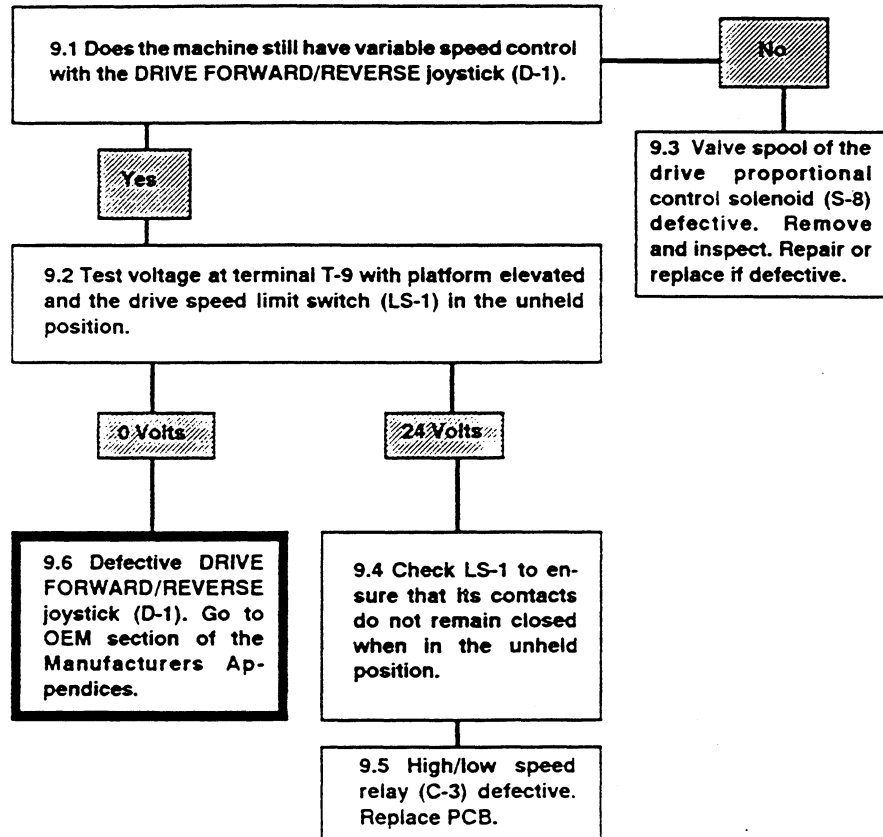 9.1 Does the machine still have variable speed control
with the DRIVE FORWARD/REVERSE joystick (D-1).
No
Yes
9.3 Valve spool of the
drive proportional
control solenoid (S-8)
defective. Remove
and inspect. Repair or
replace if defective.
9.2 Test voltage at terminal T-9 with platform elevated
and the drive speed limit switch (LS-1) in the unheld
position.
0 Volts
24 Volts
9.6 Defective DRIVE
FORWARD/REVERSE
joystick (D-1). Go to
OEM section of the
Manufacturers Ap-
pendices.
9.4 Check LS-1 to en-
sure that its contacts
do not remain closed
when in the unheld
position.
9.5 High/low speed
relay (C-3) defective.
Replace PCB.